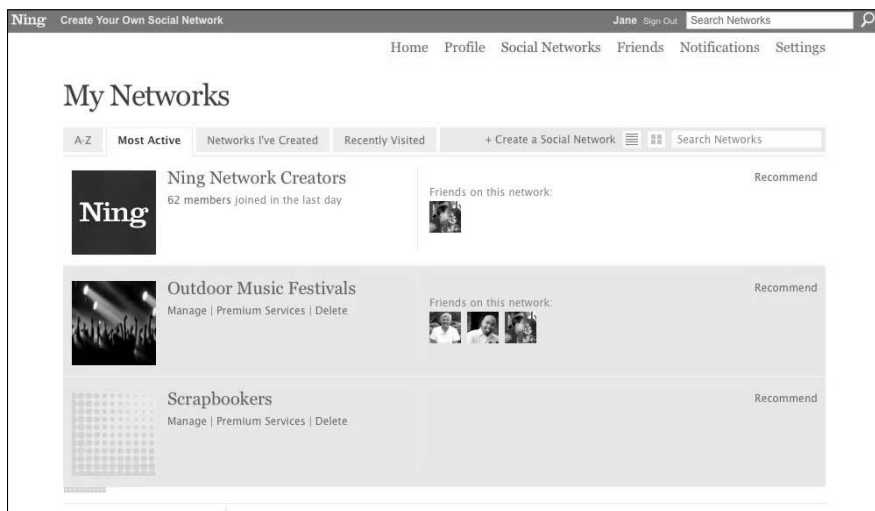 Ning Create Your Own Social Network Jane Sign Out Search Networks
Home Profile Social Networks Friends Notifications Settings
My Networks
A-Z Most Active Networks I've Created Recently Visited + Create a Social Network Search Networks
Ning Network Creators
62 members joined in the last day
Friends on this network:
Recommend
Ning
Outdoor Music Festivals
Manage | Premium Services | Delete
Friends on this network:
Recommend
Scrapbookers
Manage | Premium Services | Delete
Recommend